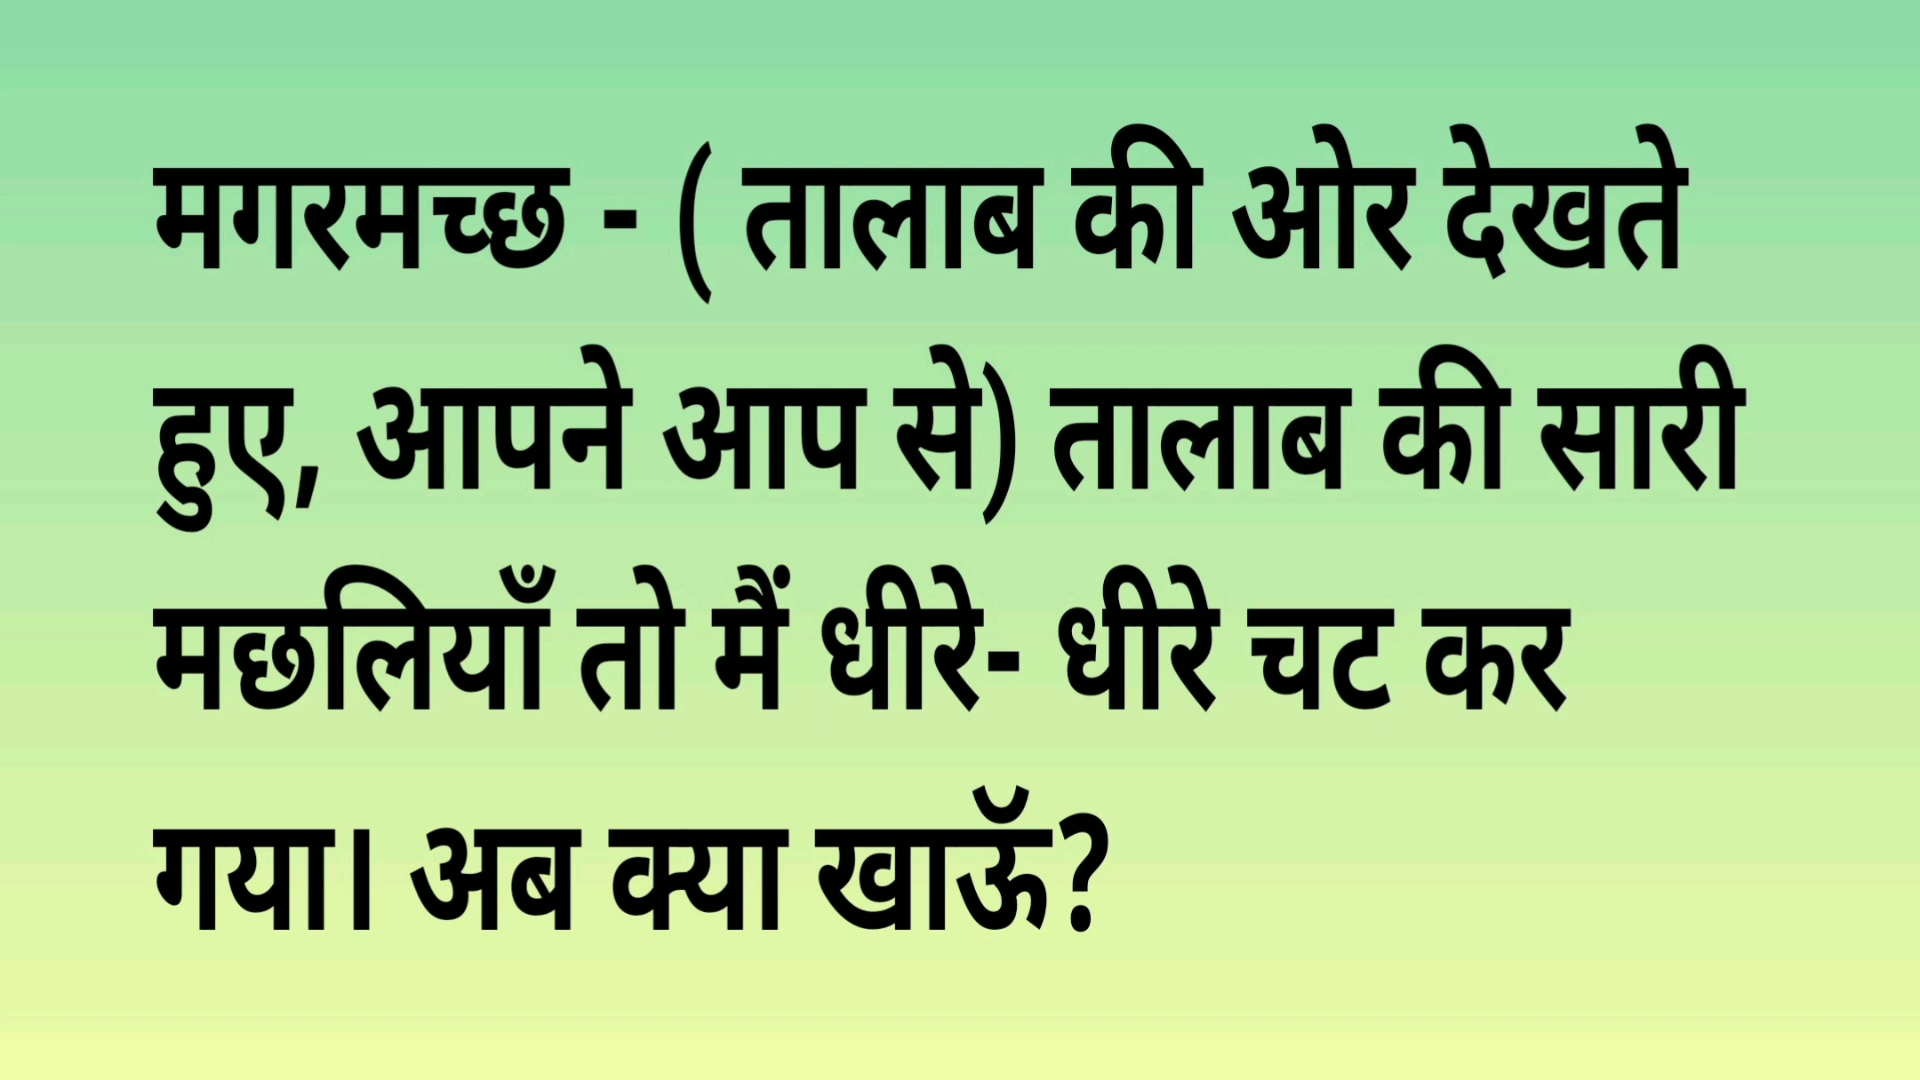 मगरमच्छ - ( तालाब की ओर देखते
हुए, आपने आप से) तालाब की सारी
मछलियाँ तो मैं धीरे- धीरे चट कर
गया। अब क्या खाऊॅ?